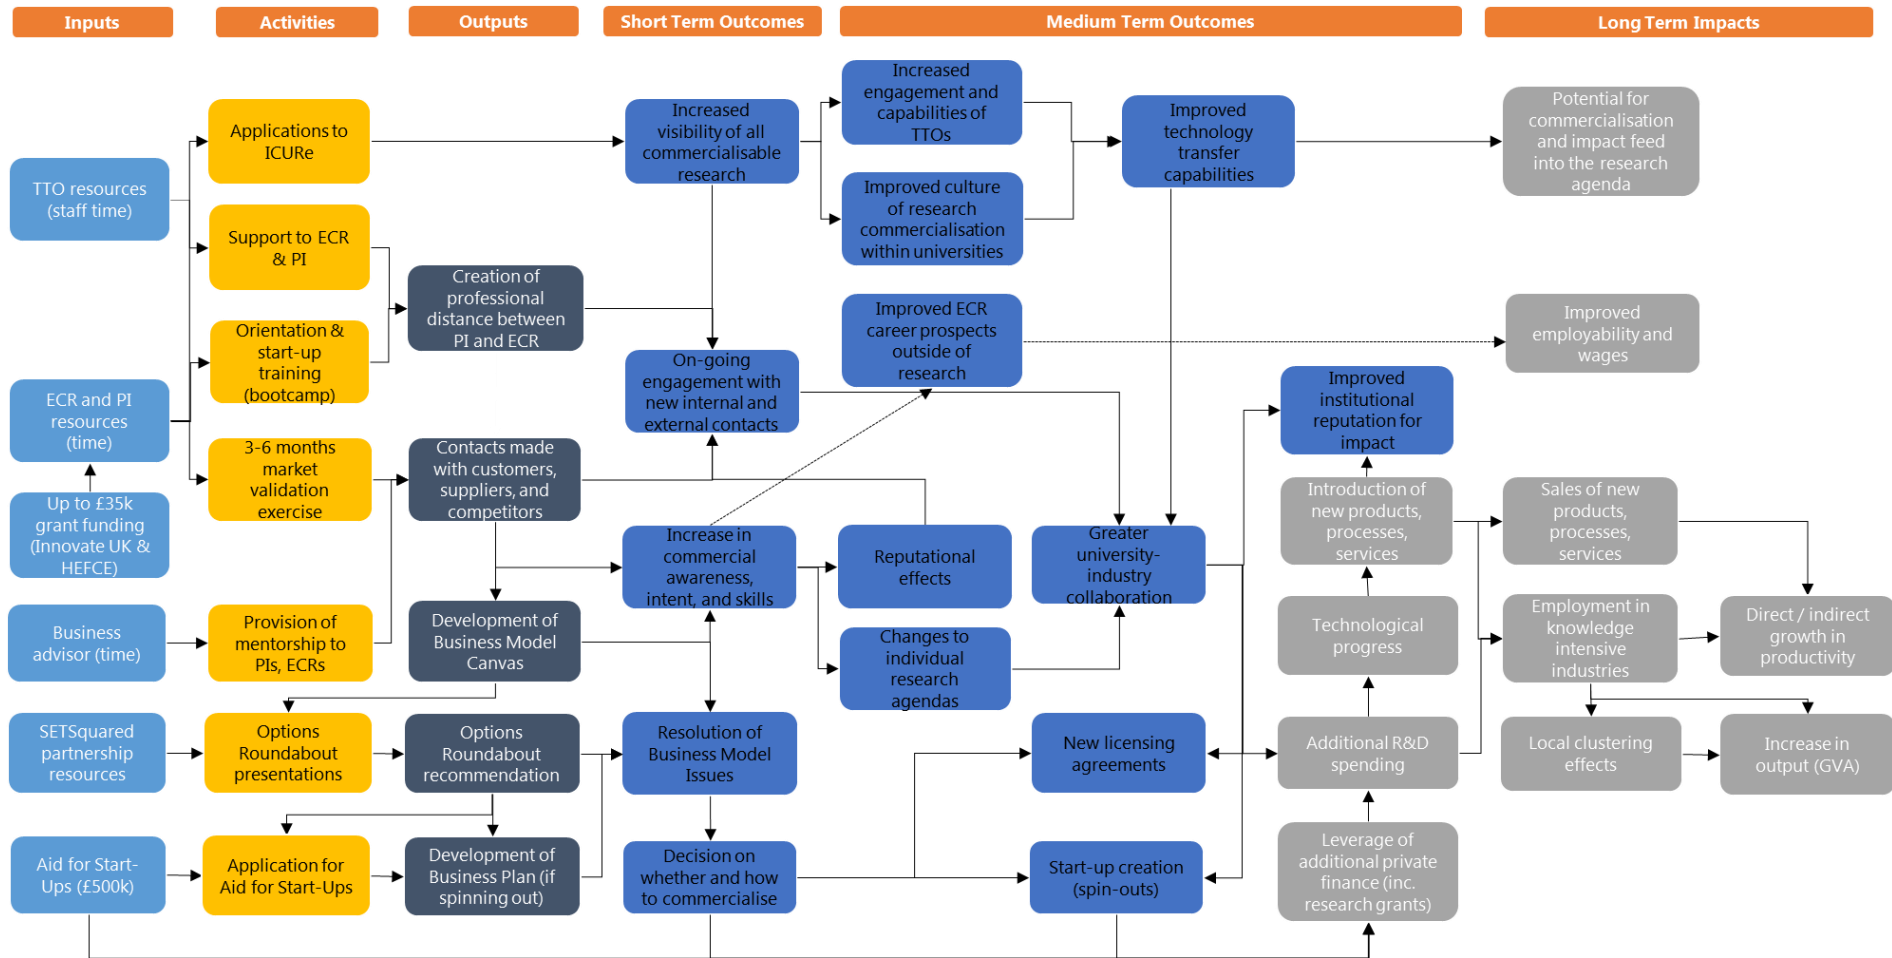 Inputs
Activities
Outputs
Short Term Outcomes
Medium Term Outcomes
Long Term Impacts
TTO resources
(staff time)
ECR and PI
resources
(time)
Up to £35k
grant funding
(Innovate UK &
HEFCE)
Business
advisor (time)
SETSquared
partnership
resources
Aid for Start-
Ups (£500k)
Applications to
ICURe
Support to ECR
& PI
Orientation &
start-up
training
(bootcamp)
3-6 months
market
validation
exercise
Provision of
mentorship to
PIs, ECRs
Options
Roundabout
presentations
Application for
Aid for Start-Ups
Creation of
professional
distance between
PI and ECR
Contacts made
with customers,
suppliers, and
competitors
Development of
Business Model
Canvas
Options
Roundabout
recommendation
Development of
Business Plan (if
spinning out)
Increased
visibility of all
commercialisable
research
On-going
engagement with
new internal and
external contacts
Increase in
commercial
awareness,
intent, and skills
Resolution of
Business Model
Issues
Decision on
whether and how
to commercialise
Increased
engagement and
capabilities of
TTOs
Improved culture
of research
commercialisation
within universities
Improved ECR
career prospects
outside of
research
Reputational
effects
Changes to
individual
research
agendas
Improved
technology
transfer
capabilities
Greater
university-
industry
collaboration
New licensing
agreements
Start-up creation
(spin-outs)
Improved
institutional
reputation for
impact
Introduction of
new products,
processes,
services
Technological
progress
Additional R&D
spending
Leverage of
additional private
finance (inc.
research grants)
Potential for
commercialisation
and impact feed
into the research
agenda
Improved
employability and
wages
Sales of new
products,
processes,
services
Employment in
knowledge
intensive
industries
Local clustering
effects
Direct / indirect
growth in
productivity
Increase in
output (GVA)